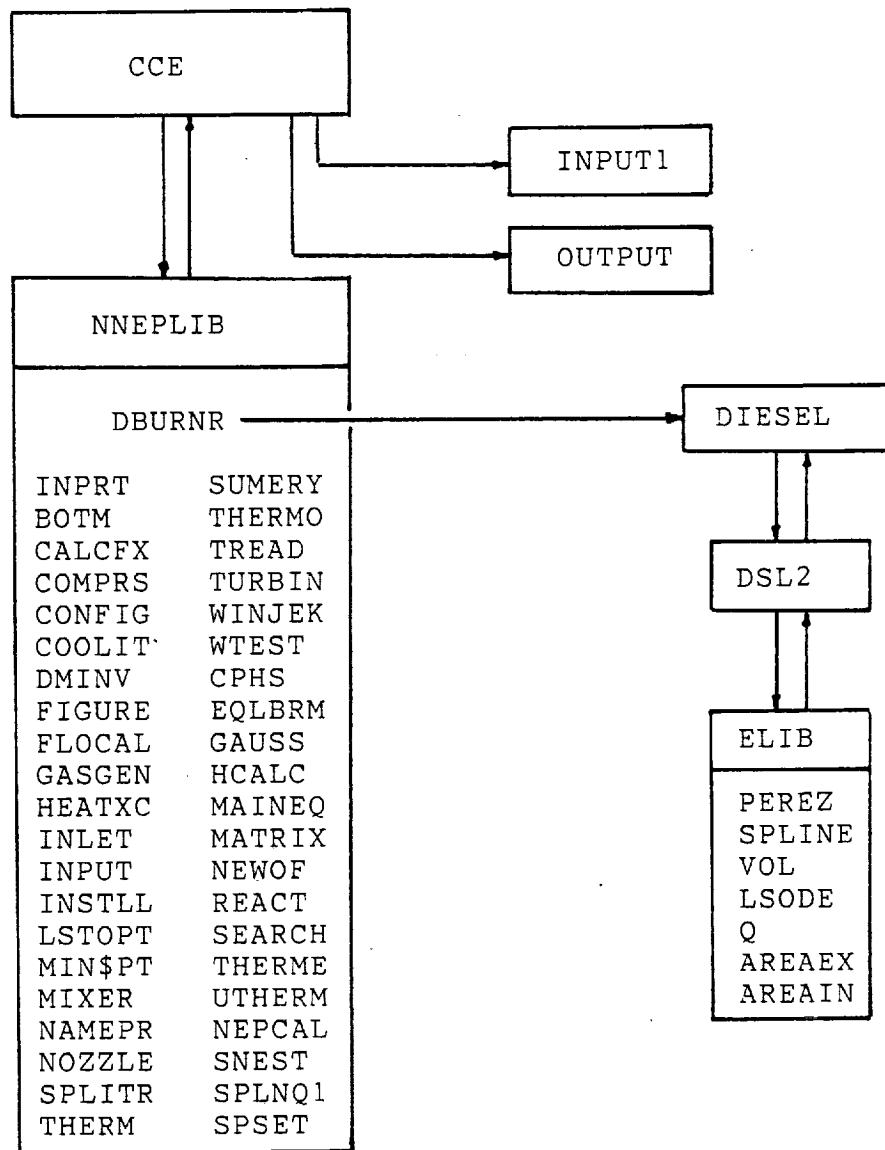 CCE
INPUT1
OUTPUT
NNEPLIB
DBURNR
DIESEL
INPRT SUMERY
BOTM THERMO
CALCFX TREAD
COMPRS TURBIN
CONFIG WINJEK
COOLIT WTEST
DMINV CPHS
FIGURE EQLBRM
FLOCAL GAUSS
GASGEN HCALC
HEATXC MAINEQ
INLET MATRIX
INPUT NEWOF
INSTLL REACT
LSTOPT SEARCH
MIN$PT THERME
MIXER UTHERM
NAMEPR NEPCAL
NOZZLE SNEST
SPLITR SPLNQ1
THERM SPSET
DSL2
ELIB
PEREZ
SPLINE
VOL
LSODE
Q
AREAEX
AREAIN